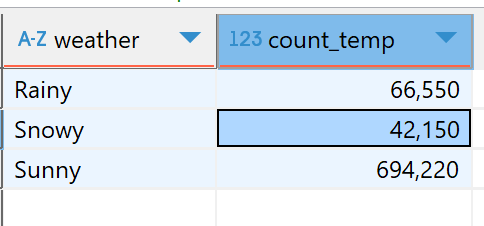 A-Z weather 123 count_temp
Rainy 66,550
Snowy 42,150
Sunny 694,220